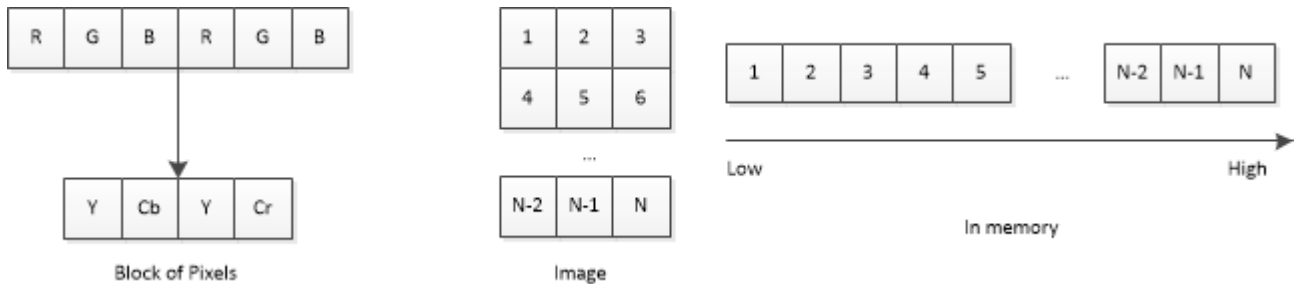 R G B R G B
Y Cb Y Cr
Block of Pixels
1 2 3
4 5 6
...
N-2 N-1 N
Image
1 2 3 4 5 ... N-2 N-1 N
Low High
In memory